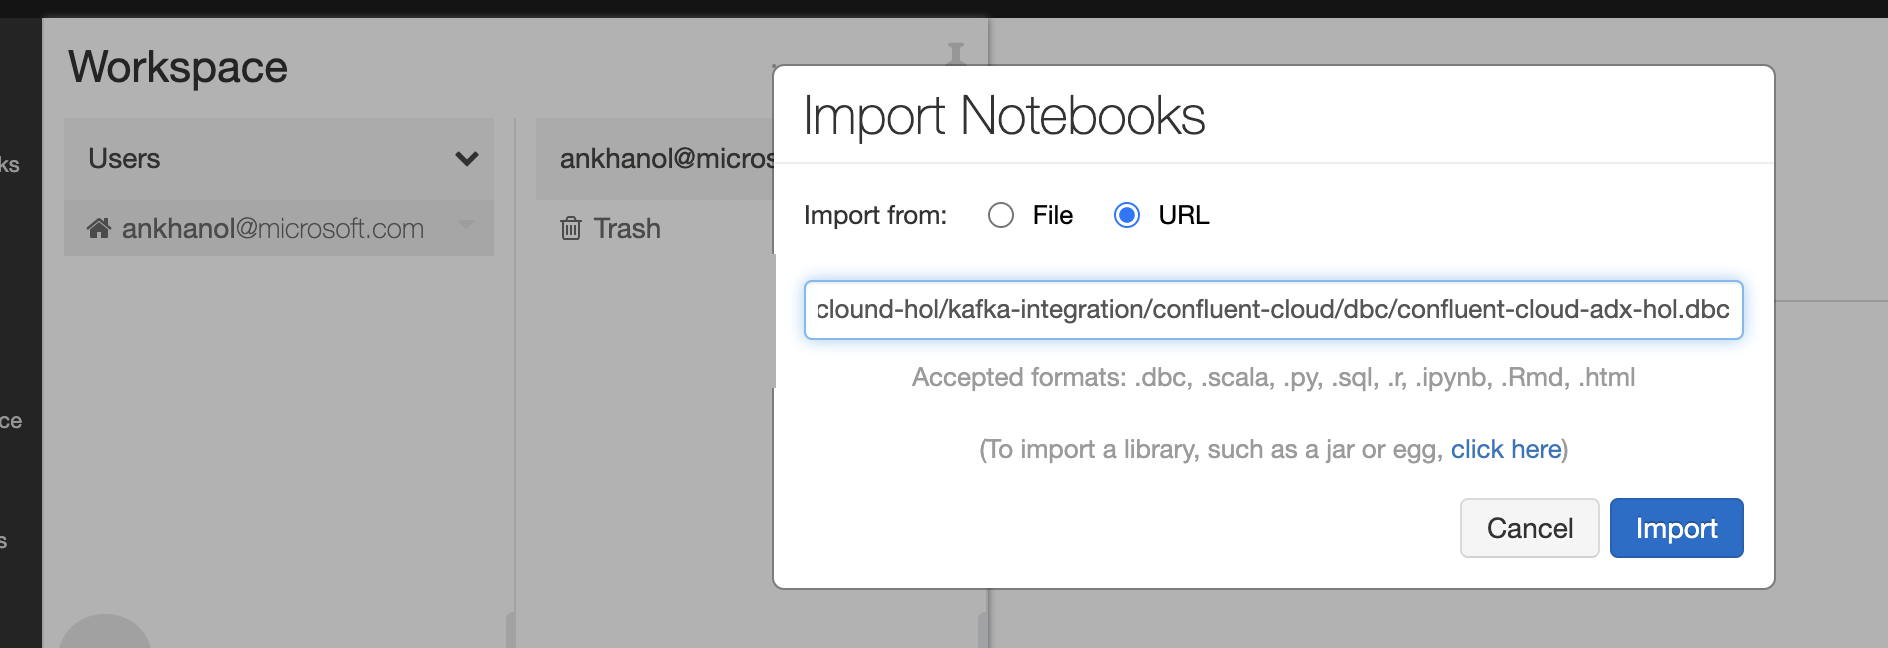 Workspace
Users
ankhanol@microsoft.com
ankhanol@micros
Trash
ks
ce
s
Import Notebooks
Import from: File URL
clound-hol/kafka-integration/confluent-cloud/dbc/confluent-cloud-adx-hol.dbc
Accepted formats: .dbc, .scala, .py, .sql, .r, .ipynb, .Rmd, .html
(To import a library, such as a jar or egg, click here)
Cancel Import